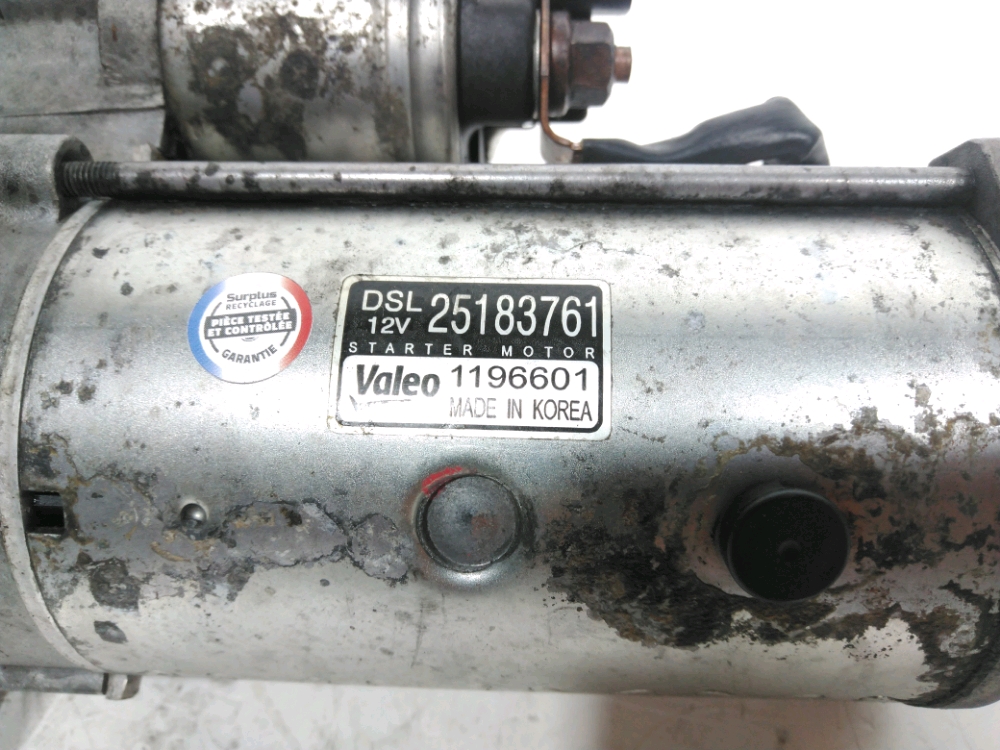 Surplus
RECYCLAGE
PIÈCE TESTÉE
ET CONTRÔLÉE
GARANTIE
DSL 25183761
12V
STARTER MOTOR
Valeo 1196601
MADE IN KOREA